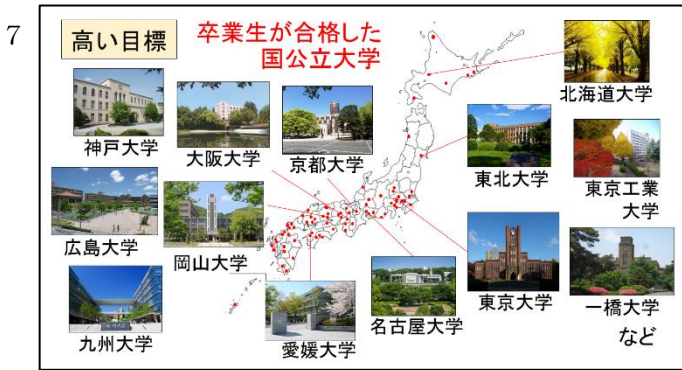 7
高い目標
卒業生が合格した
国公立大学
北海道大学
神戸大学
大阪大学
京都大学
東北大学
東京工業
大学
広島大学
岡山大学
九州大学
愛媛大学
名古屋大学
東京大学
一橋大学
など